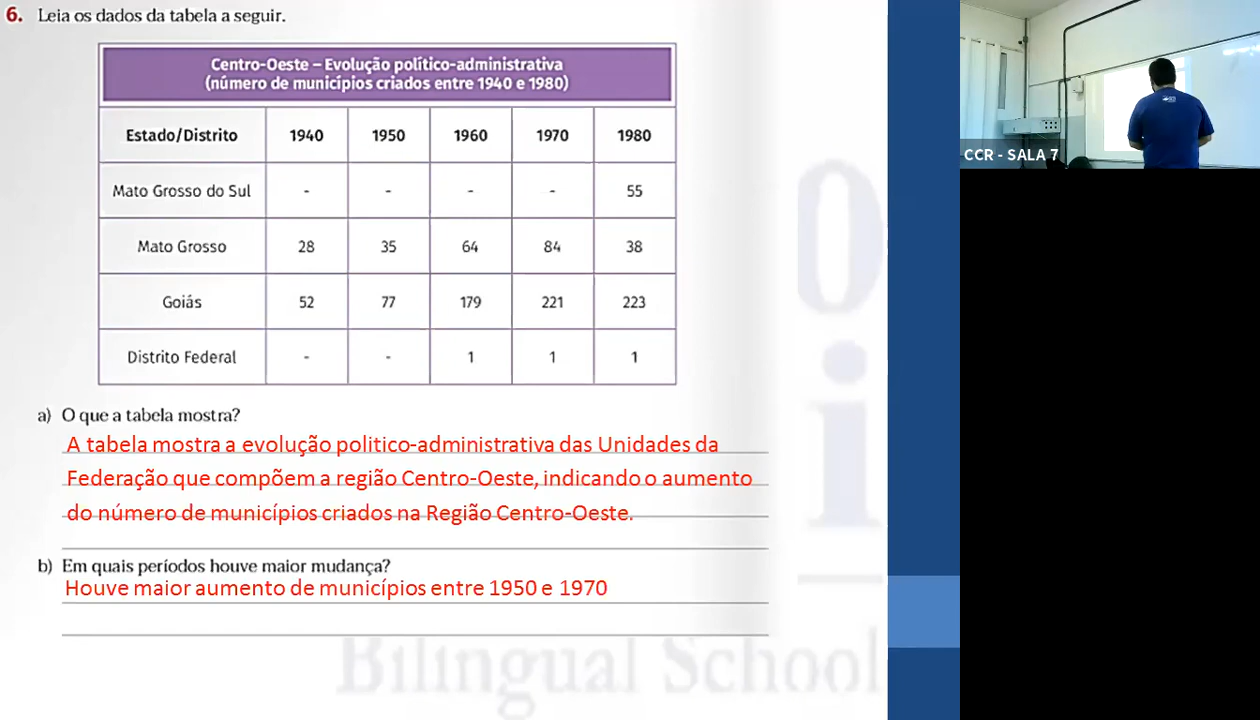 6. Leia os dados da tabela a seguir.
Centro-Oeste – Evolução político-administrativa
(número de municípios criados entre 1940 e 1980)
Estado/Distrito 1940 1950 1960 1970 1980
Mato Grosso do Sul - - - - 55
Mato Grosso 28 35 64 84 38
Goiás 52 77 179 221 223
Distrito Federal - - 1 1 1
a) O que a tabela mostra?
A tabela mostra a evolução politico-administrativa das Unidades da
Federação que compõem a região Centro-Oeste, indicando o aumento
do número de municípios criados na Região Centro-Oeste.
b) Em quais períodos houve maior mudança?
Houve maior aumento de municípios entre 1950 e 1970
Bilingual School
CCR - SALA 7